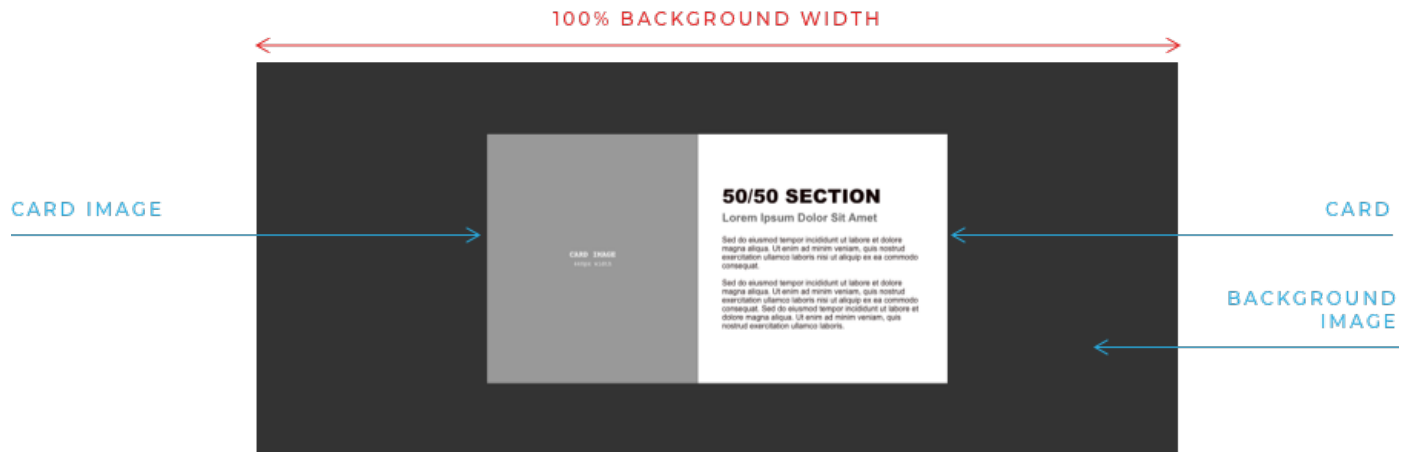 100% BACKGROUND WIDTH
CARD IMAGE
CARD
BACKGROUND
IMAGE
CARD IMAGE
width
50/50 SECTION
Lorem Ipsum Dolor Sit Amet
Sed do eiusmod tempor incididunt ut labore et dolore
magna aliqua. Ut enim ad minim veniam, quis nostrud
exercitation ullamco laboris nisi ut aliquip ex ea commodo
consequat.
Sed do eiusmod tempor incididunt ut labore et dolore
magna aliqua. Ut enim ad minim veniam, quis nostrud
exercitation ullamco laboris nisi ut aliquip ex ea commodo
consequat. Sed do eiusmod tempor incididunt ut labore et
dolore magna aliqua. Ut enim ad minim veniam, quis
nostrud exercitation ullamco laboris.